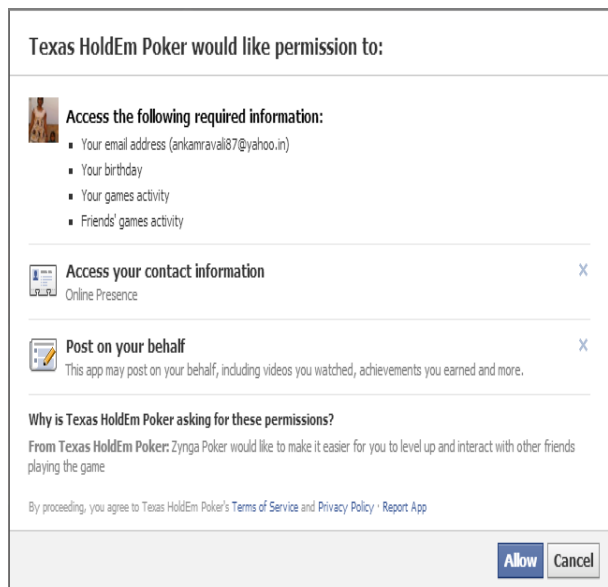 Texas HoldEm Poker would like permission to:
Access the following required information:
▪ Your email address (ankamravali87@yahoo.in)
▪ Your birthday
▪ Your games activity
▪ Friends' games activity
Access your contact information
Online Presence
X
Post on your behalf
This app may post on your behalf, including videos you watched, achievements you earned and more.
X
Why is Texas HoldEm Poker asking for these permissions?
From Texas HoldEm Poker: Zynga Poker would like to make it easier for you to level up and interact with other friends
playing the game
By proceeding, you agree to Texas HoldEm Poker's Terms of Service and Privacy Policy · Report App
Allow
Cancel